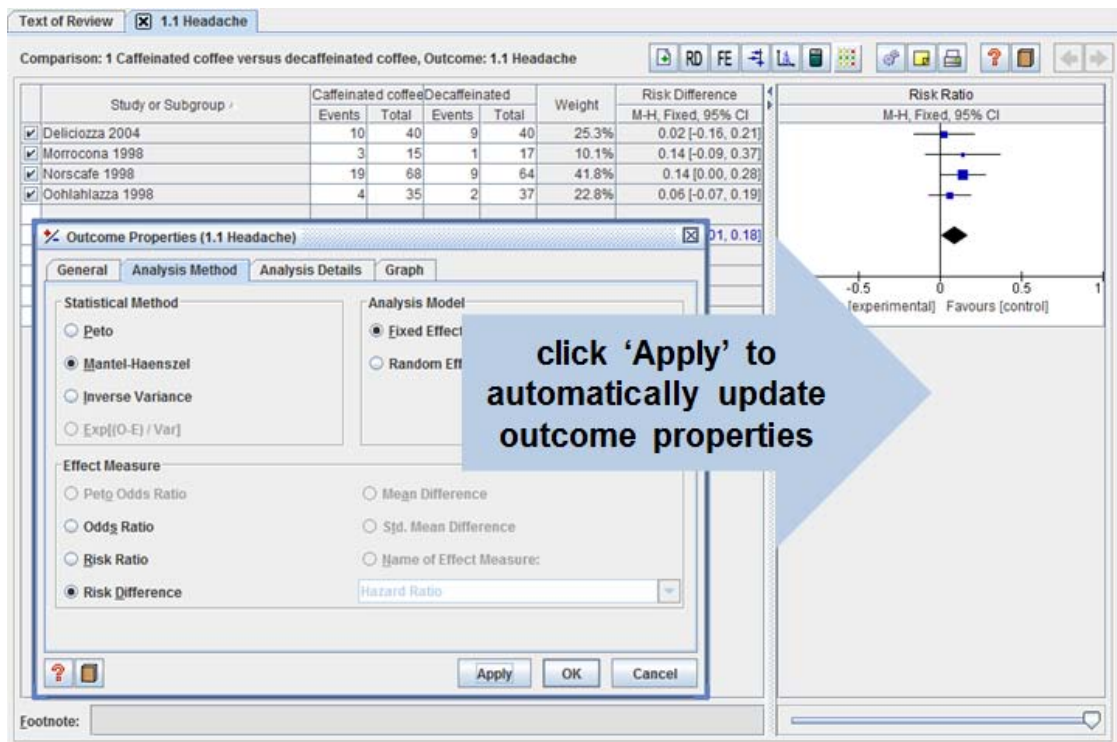 Text of Review
1.1 Headache
Comparison: 1 Caffeinated coffee versus decaffeinated coffee, Outcome: 1.1 Headache
RD FE
Study or Subgroup
Caffeinated coffee Decaffeinated
Weight
Risk Difference
Risk Ratio
Events Total Events Total
M-H, Fixed, 95% CI
M-H, Fixed, 95% CI
Deliciozza 2004 10 40 9 40 25.3% 0.02 [-0.16, 0.21]
Morrocona 1998 3 15 1 17 10.1% 0.14 [-0.09, 0.37]
Norscafe 1998 19 68 9 64 41.8% 0.14 [0.00, 0.28]
Oohlahlazza 1998 4 35 2 37 22.8% 0.06 [-0.07, 0.19]
01, 0.18]
-0.5 0 0.5 1
[experimental] Favours [control]
Outcome Properties (1.1 Headache)
General Analysis Method Analysis Details Graph
Statistical Method
Peto
Mantel-Haenszel
Inverse Variance
Exp[(O-E) / Var]
Analysis Model
Fixed Effect
Random Eff
click ‘Apply’ to
automatically update
outcome properties
Effect Measure
Peto Odds Ratio
Odds Ratio
Risk Ratio
Risk Difference
Mean Difference
Std. Mean Difference
Name of Effect Measure:
Hazard Ratio
? Apply OK Cancel
Footnote: